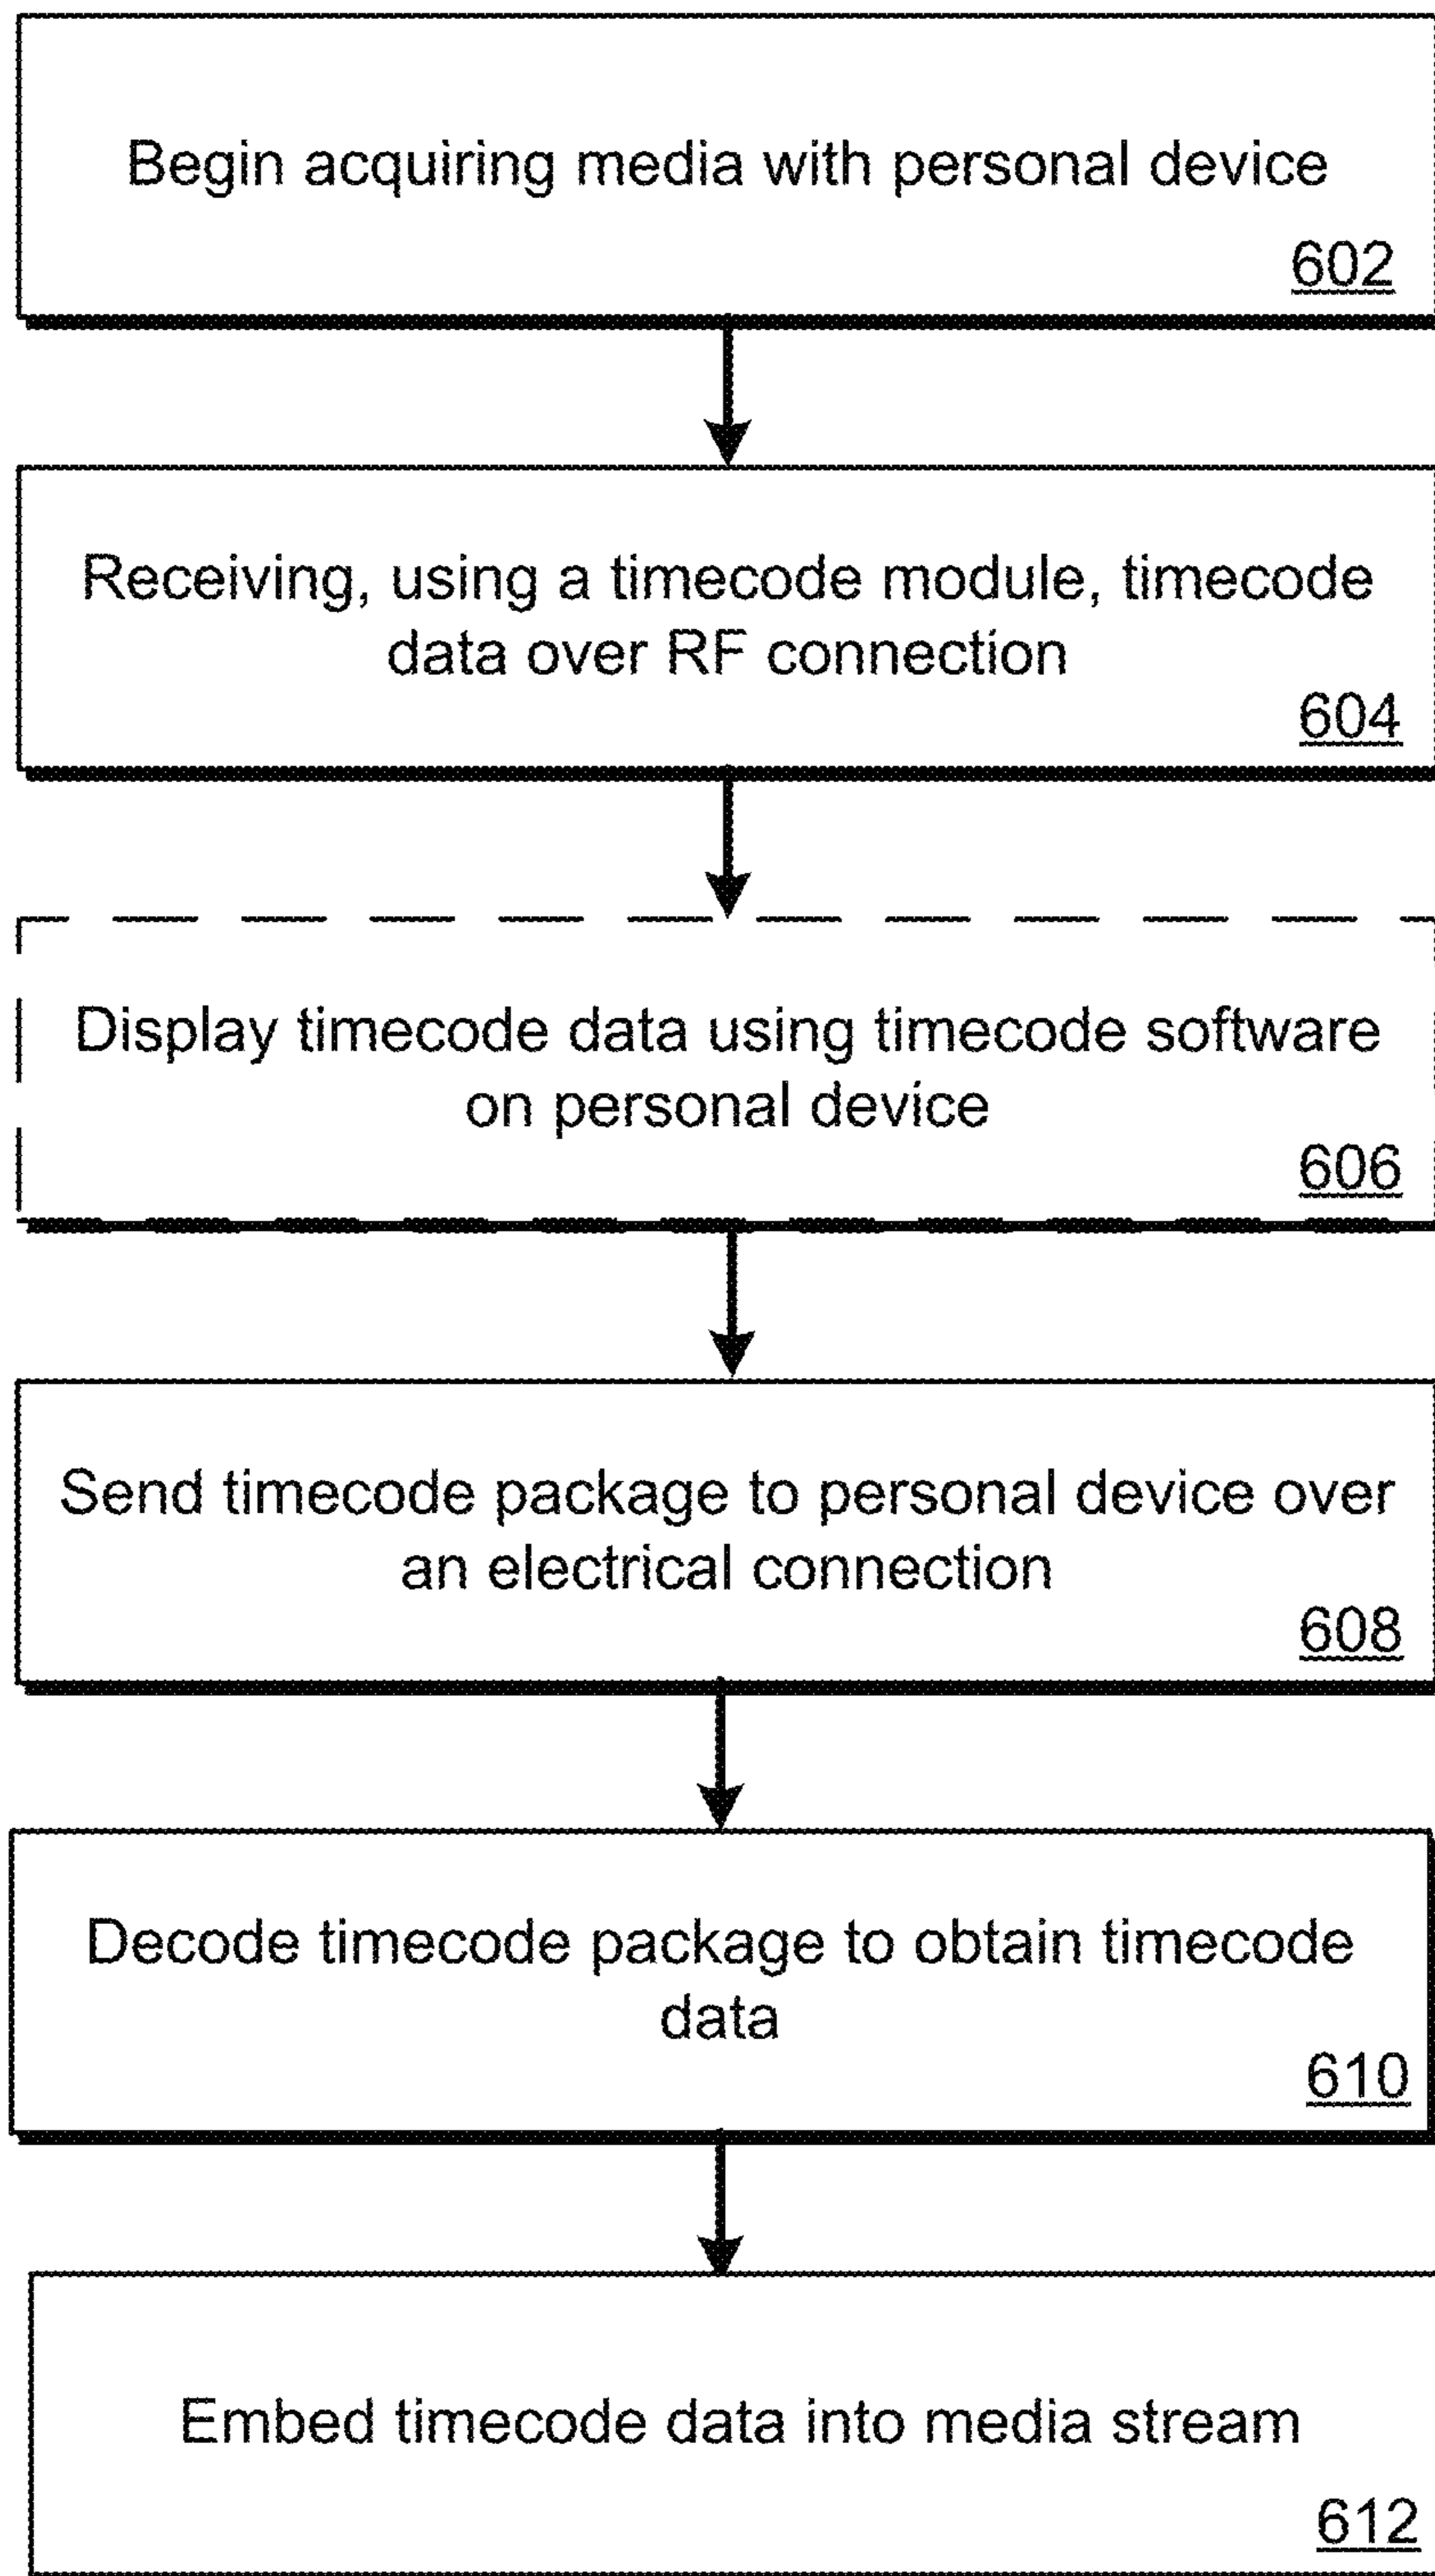 Begin acquiring media with personal device
602
Receiving, using a timecode module, timecode
data over RF connection
604
Display timecode data using timecode software
on personal device
606
Send timecode package to personal device over
an electrical connection
608
Decode timecode package to obtain timecode
data
610
Embed timecode data into media stream
612